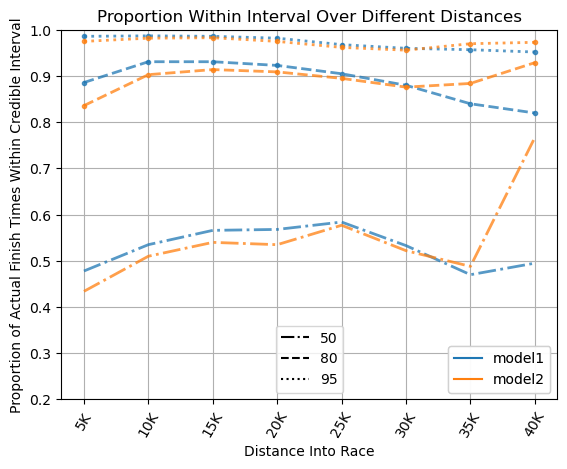 Proportion Within Interval Over Different Distances
Proportion of Actual Finish Times Within Credible Interval
1.0
0.9
0.8
0.7
0.6
0.5
0.4
0.3
0.2
50
80
95
model1
model2
5K
10K
15K
20K
25K
30K
35K
40K
Distance Into Race